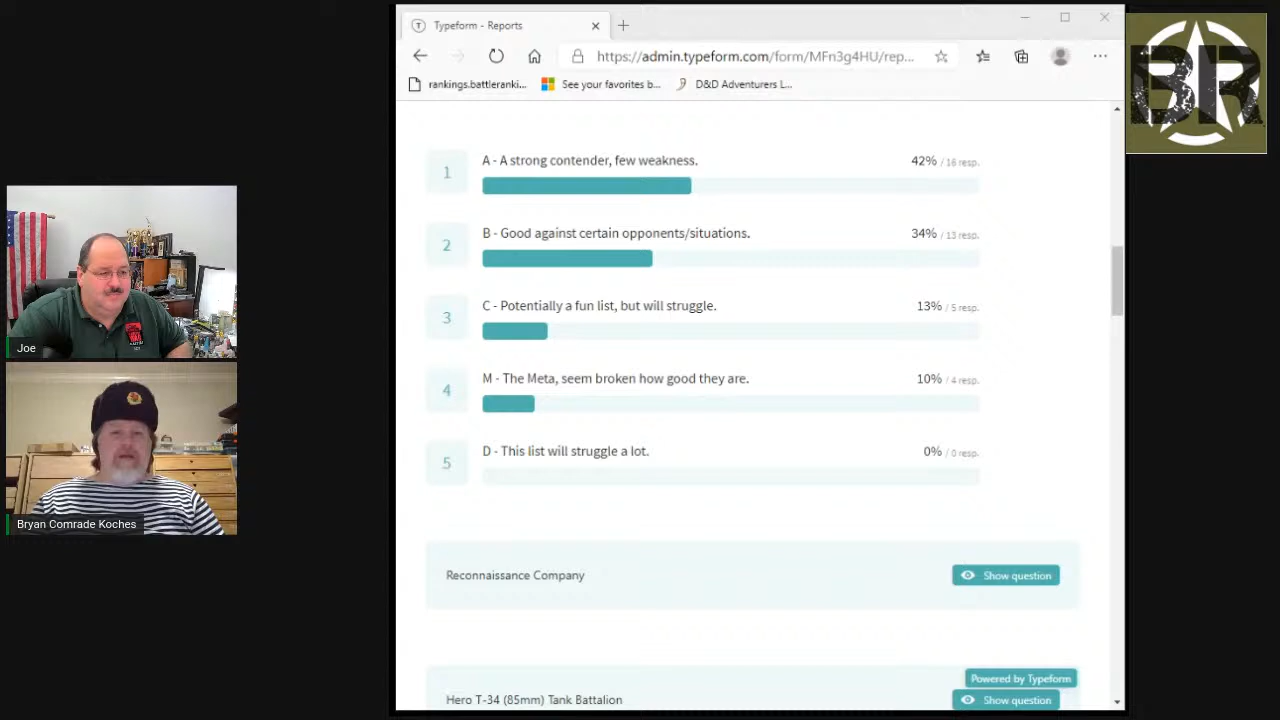 Typeform - Reports
https://admin.typeform.com/form/MFn3g4HU/rep...
rankings.battleranki...
See your favorites b...
D&D Adventurers L...
BR
1
A - A strong contender, few weakness.
42% / 16 resp.
2
B - Good against certain opponents/situations.
34% / 13 resp.
3
C - Potentially a fun list, but will struggle.
13% / 5 resp.
4
M - The Meta, seem broken how good they are.
10% / 4 resp.
5
D - This list will struggle a lot.
0% / 0 resp.
Joe
Bryan Comrade Koches
Reconnaissance Company
Show question
Powered by Typeform
Hero T-34 (85mm) Tank Battalion
Show question